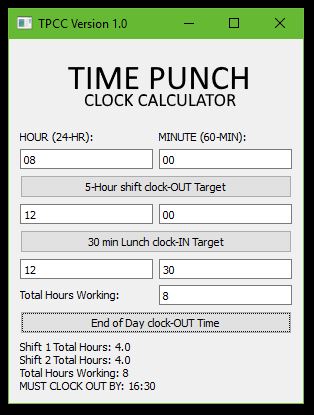 TPCC Version 1.0
TIME PUNCH
CLOCK CALCULATOR
HOUR (24-HR): MINUTE (60-MIN):
08 00
5-Hour shift clock-OUT Target
12 00
30 min Lunch clock-IN Target
12 30
Total Hours Working: 8
End of Day clock-OUT Time
Shift 1 Total Hours: 4.0
Shift 2 Total Hours: 4.0
Total Hours Working: 8
MUST CLOCK OUT BY: 16:30